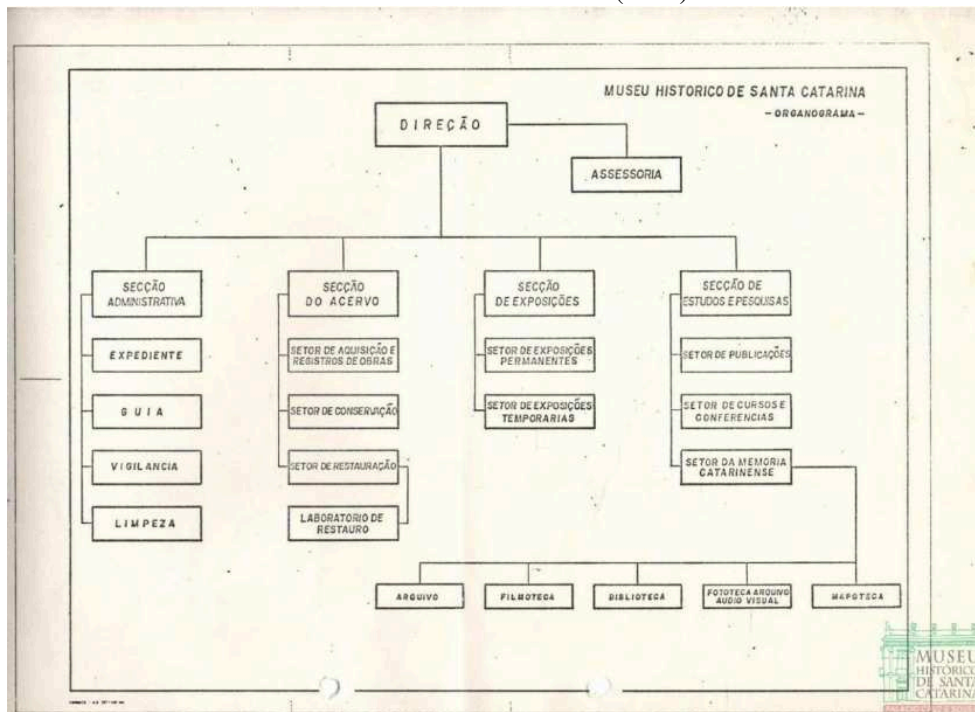 MUSEU HISTORICO DE SANTA CATARINA
-ORGANOGRAMA-
DIREÇÃO
ASSESSORIA
SECÇÃO
ADMINISTRATIVA
EXPEDIENTE
GUIA
VIGILANCIA
LIMPEZA
SECÇÃO
DO ACERVO
SETOR DE AQUISIÇÃO E
REGISTROS DE OBRAS
SETOR DE CONSERVAÇÃO
SETOR DE RESTAURAÇÃO
LABORATORIO DE
RESTAURO
SECÇÃO
DE EXPOSIÇÕES
SETOR DE EXPOSIÇÕES
PERMANENTES
SETOR DE EXPOSIÇÕES
TEMPORARIAS
SECÇÃO DE
ESTUDOS E PESQUISAS
SETOR DE PUBLICAÇÕES
SETOR DE CURSOS E
CONFERENCIAS
SETOR DA MEMORIA
CATARINENSE
ARQUIVO
FILMOTECA
BIBLIOTECA
FOTOTECA ARQUIVO
AUDIO VISUAL
MAPOTECA
MUSEU
HISTÓRICO
DE SANTA
CATARINA